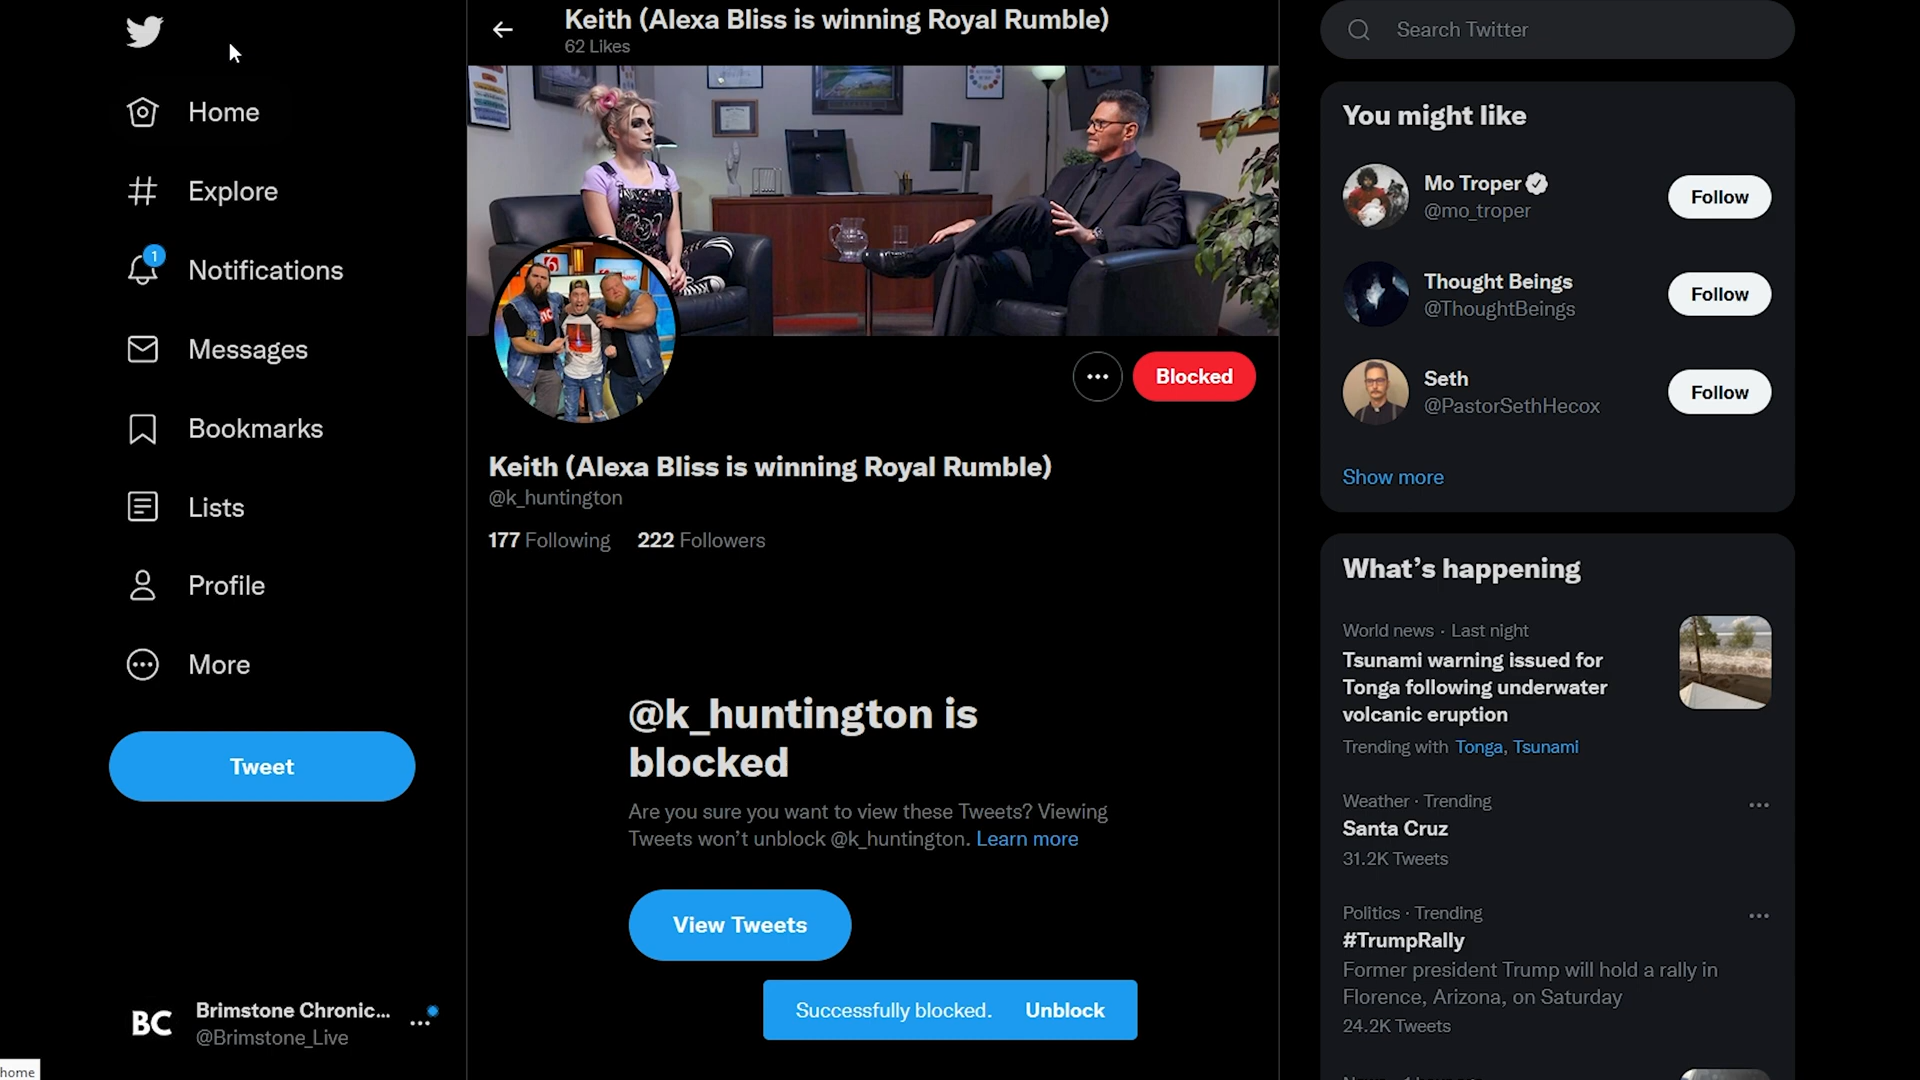 Home
Explore
1
Notifications
Messages
Bookmarks
Lists
Profile
More
Tweet
BC
Brimstone Chronic...
@Brimstone_Live
home
Keith (Alexa Bliss is winning Royal Rumble)
62 Likes
6
Blocked
Keith (Alexa Bliss is winning Royal Rumble)
@k_huntington
177 Following 222 Followers
@k_huntington is
blocked
Are you sure you want to view these Tweets? Viewing
Tweets won’t unblock @k_huntington. Learn more
View Tweets
Successfully blocked. Unblock
Search Twitter
You might like
Mo Troper
@mo_troper
Follow
Thought Beings
@ThoughtBeings
Follow
Seth
@PastorSethHecox
Follow
Show more
What’s happening
World news · Last night
Tsunami warning issued for
Tonga following underwater
volcanic eruption
Trending with Tonga, Tsunami
Weather · Trending
Santa Cruz
31.2K Tweets
Politics · Trending
#TrumpRally
Former president Trump will hold a rally in
Florence, Arizona, on Saturday
24.2K Tweets